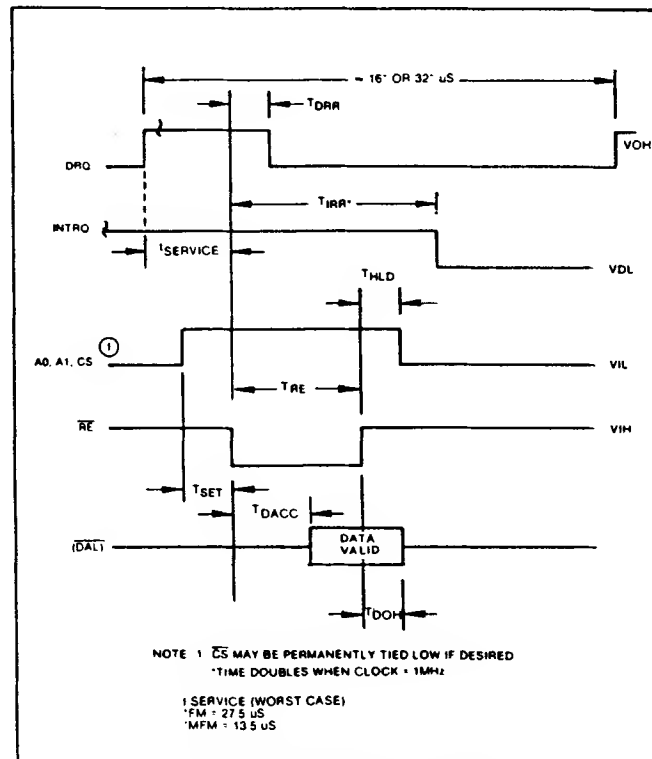 ≈ 16* OR 32* uS
TDRR
DRQ
VOH
TIRR*
INTRQ
tSERVICE
VDL
THLD
1
A0, A1, CS
VIL
TRE
RE
VIH
TSET
TDACC
(DAL)
DATA
VALID
TDOH
NOTE 1 CS MAY BE PERMANENTLY TIED LOW IF DESIRED
*TIME DOUBLES WHEN CLOCK = 1MHz
t SERVICE (WORST CASE)
*FM = 27.5 uS
*MFM = 13.5 uS